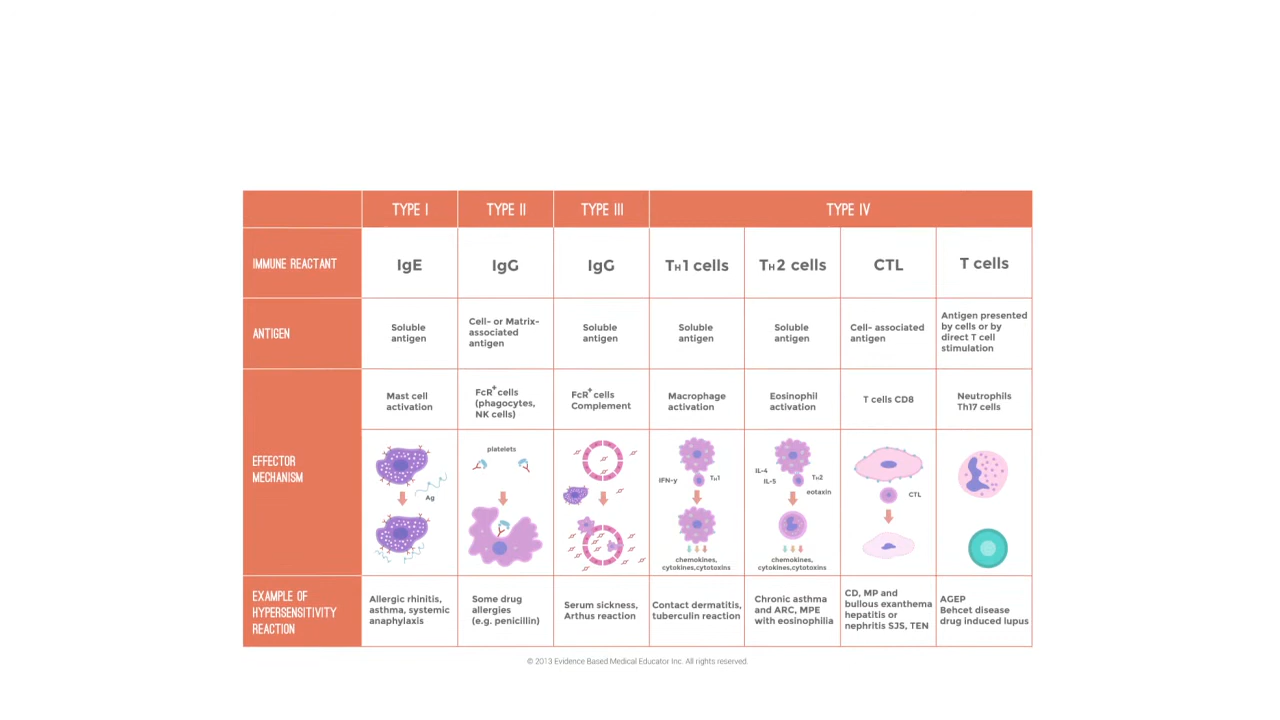 TYPE I TYPE II TYPE III TYPE IV
IMMUNE REACTANT IgE IgG IgG TH1 cells TH2 cells CTL T cells
ANTIGEN
Soluble
antigen
Cell- or Matrix-
associated
antigen
Soluble
antigen
Soluble
antigen
Soluble
antigen
Cell- associated
antigen
Antigen presented
by cells or by
direct T cell
stimulation
EFFECTOR
MECHANISM
Mast cell
activation
FcR+ cells
(phagocytes,
NK cells)
FcR+ cells
Complement
Macrophage
activation
Eosinophil
activation
T cells CD8
Neutrophils
Th17 cells
Ag
platelets
IFN-γ
TH1
chemokines,
cytokines,cytotoxins
IL-4
IL-5
TH2
eotaxin
chemokines,
cytokines,cytotoxins
CTL
EXAMPLE OF
HYPERSENSITIVITY
REACTION
Allergic rhinitis,
asthma, systemic
anaphylaxis
Some drug
allergies
(e.g. penicillin)
Serum sickness,
Arthus reaction
Contact dermatitis,
tuberculin reaction
Chronic asthma
and ARC, MPE
with eosinophilia
CD, MP and
bullous exanthema
hepatitis or
nephritis SJS, TEN
AGEP
Behcet disease
drug induced lupus
© 2013 Evidence Based Medical Educator Inc. All rights reserved.